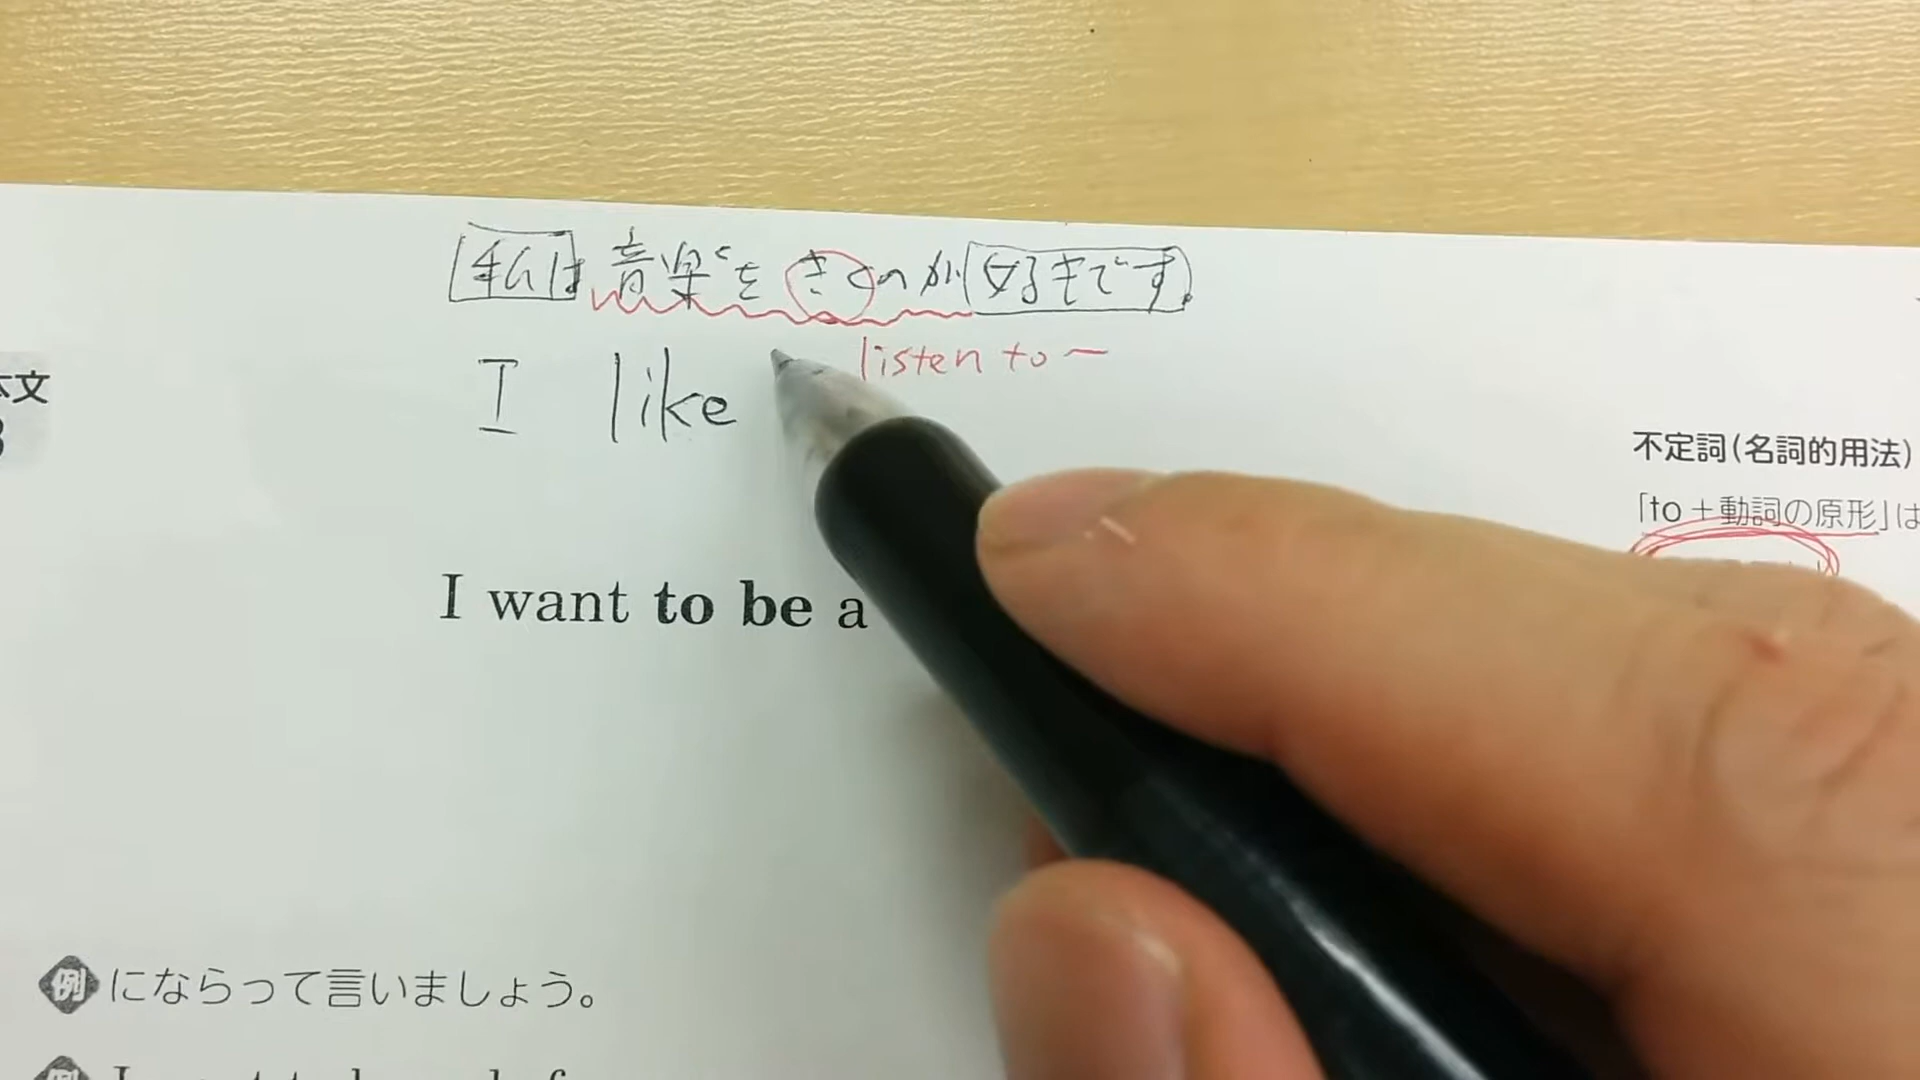 私は音楽をきくのが好きです。
listen to ~
I like
本文
不定詞(名詞的用法)
「to+動詞の原形」は
I want to be a
例 にならって言いましょう。
例